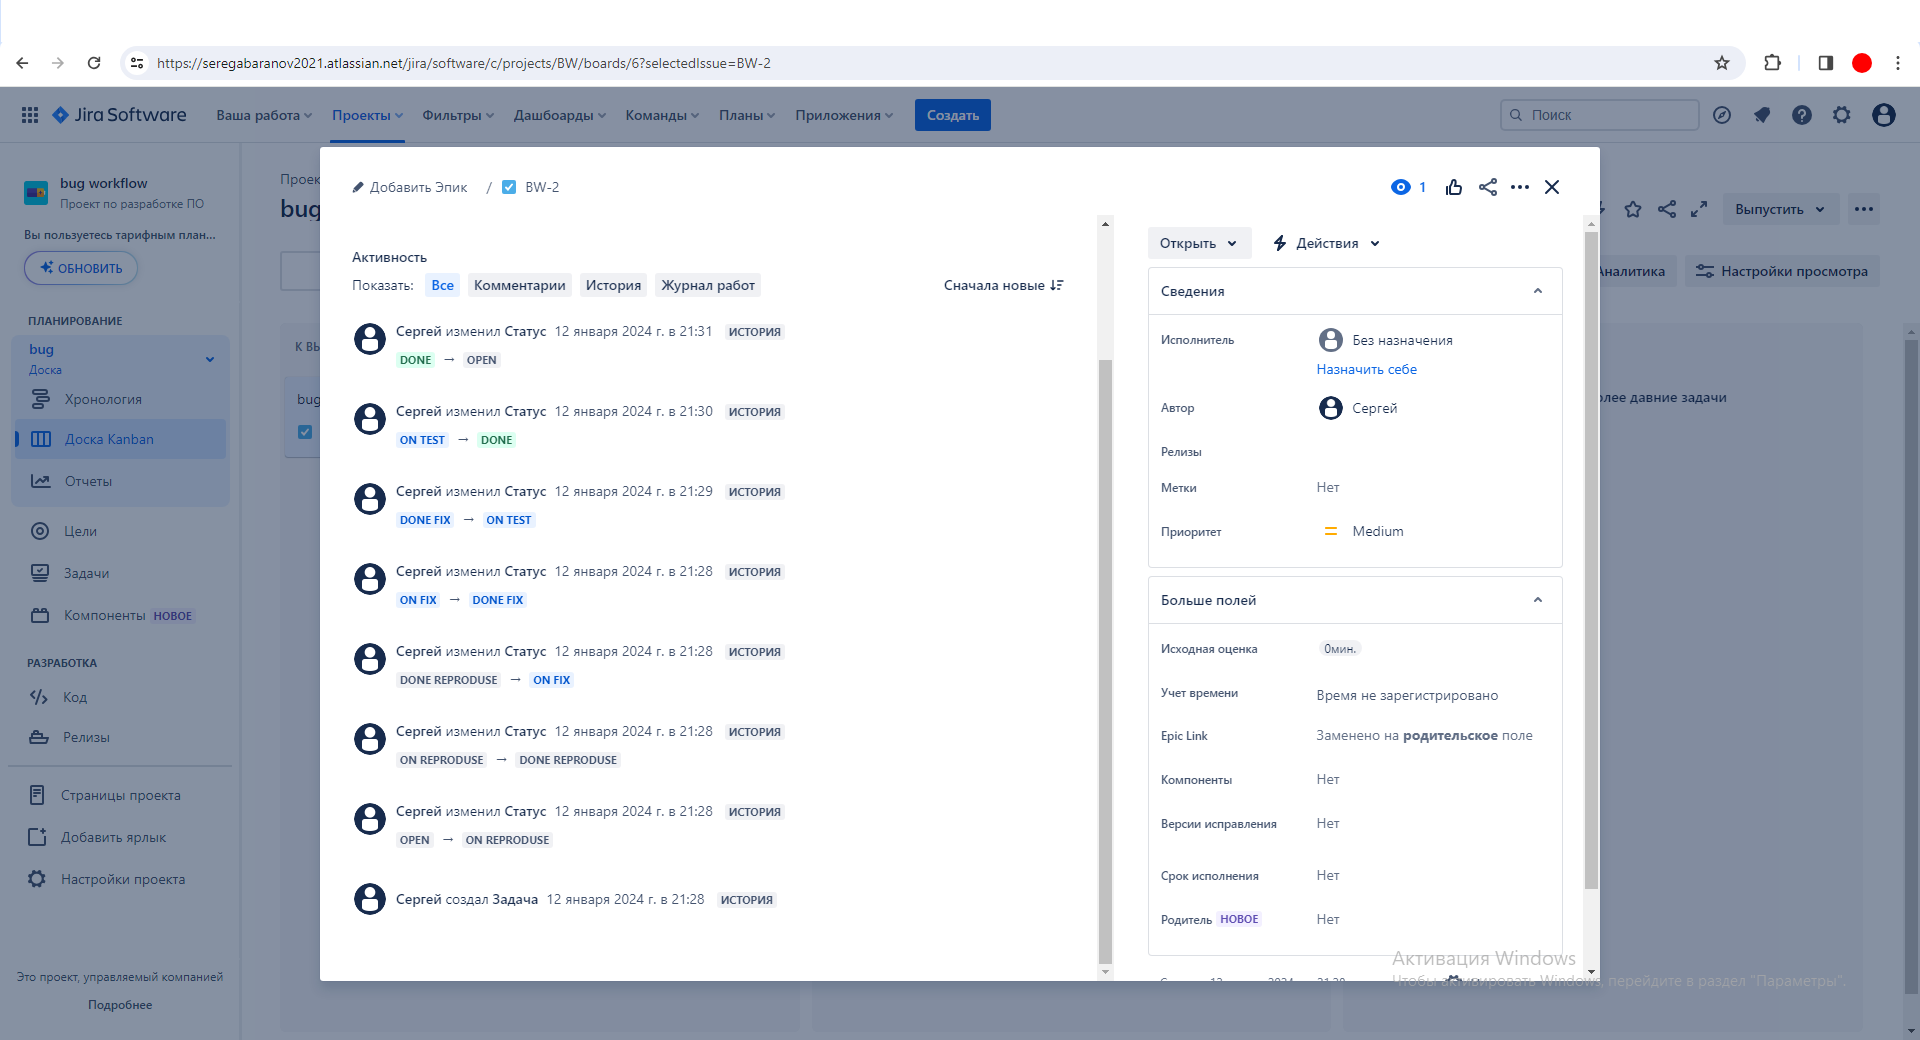 https://seregabaranov2021.atlassian.net/jira/software/c/projects/BW/boards/6?selectedIssue=BW-2
Jira Software
Ваша работа
Проекты
Фильтры
Дашборды
Команды
Планы
Приложения
Создать
Поиск
bug workflow
Проект по разработке ПО
Вы пользуетесь тарифным план...
ОБНОВИТЬ
ПЛАНИРОВАНИЕ
bug
Доска
Хронология
Доска Kanban
Отчеты
Цели
Задачи
Компоненты НОВОЕ
РАЗРАБОТКА
Код
Релизы
Страницы проекта
Добавить ярлык
Настройки проекта
Это проект, управляемый компанией
Подробнее
Проек
bug
К ВЫ
bug
Выпустить
Аналитика
Настройки просмотра
олее давние задачи
Добавить Эпик / BW-2
1
Активность
Показать: Все Комментарии История Журнал работ
Сначала новые
Сергей изменил Статус 12 января 2024 г. в 21:31 ИСТОРИЯ
DONE → OPEN
Сергей изменил Статус 12 января 2024 г. в 21:30 ИСТОРИЯ
ON TEST → DONE
Сергей изменил Статус 12 января 2024 г. в 21:29 ИСТОРИЯ
DONE FIX → ON TEST
Сергей изменил Статус 12 января 2024 г. в 21:28 ИСТОРИЯ
ON FIX → DONE FIX
Сергей изменил Статус 12 января 2024 г. в 21:28 ИСТОРИЯ
DONE REPRODUSE → ON FIX
Сергей изменил Статус 12 января 2024 г. в 21:28 ИСТОРИЯ
ON REPRODUSE → DONE REPRODUSE
Сергей изменил Статус 12 января 2024 г. в 21:28 ИСТОРИЯ
OPEN → ON REPRODUSE
Сергей создал Задача 12 января 2024 г. в 21:28 ИСТОРИЯ
Открыть
Действия
Сведения
Исполнитель
Без назначения
Назначить себе
Автор
Сергей
Релизы
Метки
Нет
Приоритет
Medium
Больше полей
Исходная оценка
0мин.
Учет времени
Время не зарегистрировано
Epic Link
Заменено на родительское поле
Компоненты
Нет
Версии исправления
Нет
Срок исполнения
Нет
Родитель НОВОЕ
Нет
Активация Windows
Чтобы активировать Windows, перейдите в раздел "Параметры".